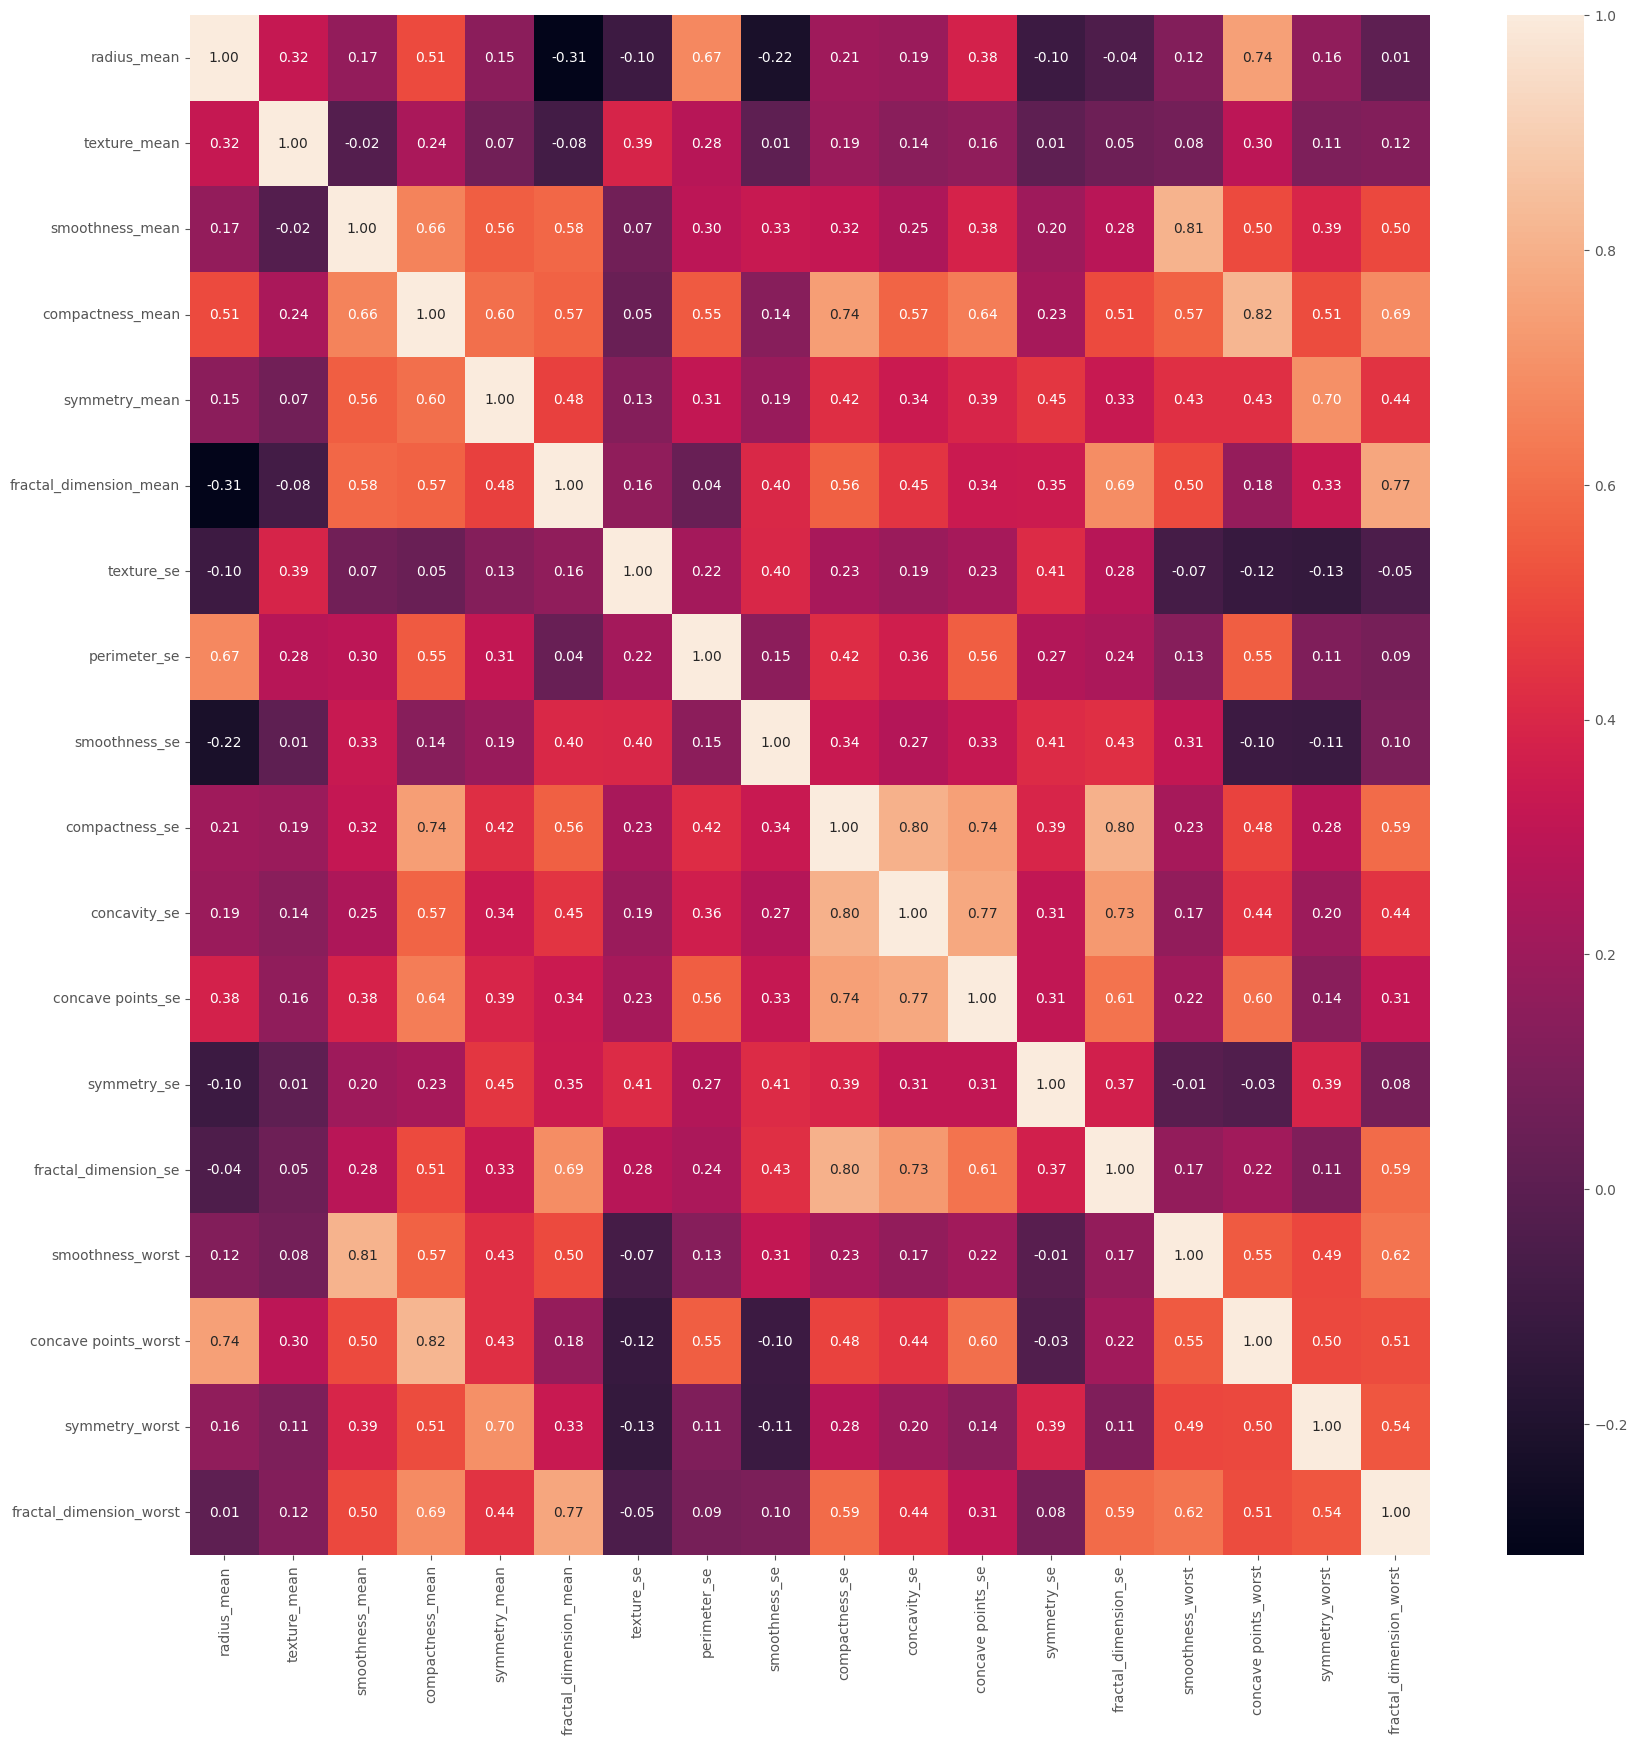 radius_mean 1.00 0.32 0.17 0.51 0.15 -0.31 -0.10 0.67 -0.22 0.21 0.19 0.38 -0.10 -0.04 0.12 0.74 0.16 0.01
texture_mean 0.32 1.00 -0.02 0.24 0.07 -0.08 0.39 0.28 0.01 0.19 0.14 0.16 0.01 0.05 0.08 0.30 0.11 0.12
smoothness_mean 0.17 -0.02 1.00 0.66 0.56 0.58 0.07 0.30 0.33 0.32 0.25 0.38 0.20 0.28 0.81 0.50 0.39 0.50
compactness_mean 0.51 0.24 0.66 1.00 0.60 0.57 0.05 0.55 0.14 0.74 0.57 0.64 0.23 0.51 0.57 0.82 0.51 0.69
symmetry_mean 0.15 0.07 0.56 0.60 1.00 0.48 0.13 0.31 0.19 0.42 0.34 0.39 0.45 0.33 0.43 0.43 0.70 0.44
fractal_dimension_mean -0.31 -0.08 0.58 0.57 0.48 1.00 0.16 0.04 0.40 0.56 0.45 0.34 0.35 0.69 0.50 0.18 0.33 0.77
texture_se -0.10 0.39 0.07 0.05 0.13 0.16 1.00 0.22 0.40 0.23 0.19 0.23 0.41 0.28 -0.07 -0.12 -0.13 -0.05
perimeter_se 0.67 0.28 0.30 0.55 0.31 0.04 0.22 1.00 0.15 0.42 0.36 0.56 0.27 0.24 0.13 0.55 0.11 0.09
smoothness_se -0.22 0.01 0.33 0.14 0.19 0.40 0.40 0.15 1.00 0.34 0.27 0.33 0.41 0.43 0.31 -0.10 -0.11 0.10
compactness_se 0.21 0.19 0.32 0.74 0.42 0.56 0.23 0.42 0.34 1.00 0.80 0.74 0.39 0.80 0.23 0.48 0.28 0.59
concavity_se 0.19 0.14 0.25 0.57 0.34 0.45 0.19 0.36 0.27 0.80 1.00 0.77 0.31 0.73 0.17 0.44 0.20 0.44
concave points_se 0.38 0.16 0.38 0.64 0.39 0.34 0.23 0.56 0.33 0.74 0.77 1.00 0.31 0.61 0.22 0.60 0.14 0.31
symmetry_se -0.10 0.01 0.20 0.23 0.45 0.35 0.41 0.27 0.41 0.39 0.31 0.31 1.00 0.37 -0.01 -0.03 0.39 0.08
fractal_dimension_se -0.04 0.05 0.28 0.51 0.33 0.69 0.28 0.24 0.43 0.80 0.73 0.61 0.37 1.00 0.17 0.22 0.11 0.59
smoothness_worst 0.12 0.08 0.81 0.57 0.43 0.50 -0.07 0.13 0.31 0.23 0.17 0.22 -0.01 0.17 1.00 0.55 0.49 0.62
concave points_worst 0.74 0.30 0.50 0.82 0.43 0.18 -0.12 0.55 -0.10 0.48 0.44 0.60 -0.03 0.22 0.55 1.00 0.50 0.51
symmetry_worst 0.16 0.11 0.39 0.51 0.70 0.33 -0.13 0.11 -0.11 0.28 0.20 0.14 0.39 0.11 0.49 0.50 1.00 0.54
fractal_dimension_worst 0.01 0.12 0.50 0.69 0.44 0.77 -0.05 0.09 0.10 0.59 0.44 0.31 0.08 0.59 0.62 0.51 0.54 1.00
radius_mean
texture_mean
smoothness_mean
compactness_mean
symmetry_mean
fractal_dimension_mean
texture_se
perimeter_se
smoothness_se
compactness_se
concavity_se
concave points_se
symmetry_se
fractal_dimension_se
smoothness_worst
concave points_worst
symmetry_worst
fractal_dimension_worst
1.0
0.8
0.6
0.4
0.2
0.0
−0.2